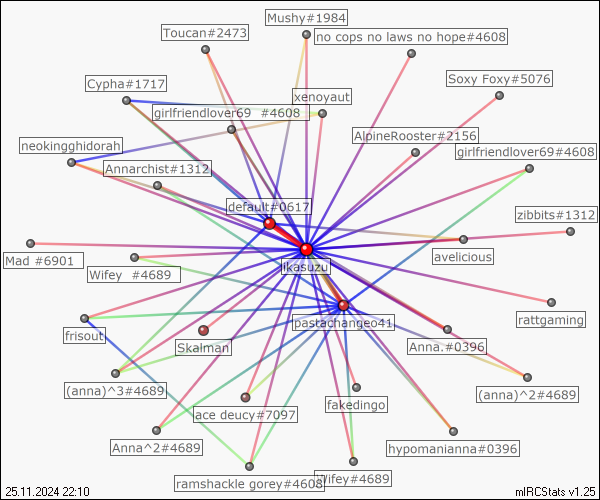 Mushy#1984
Toucan#2473
no cops no laws no hope#4608
Soxy Foxy#5076
Cypha#1717
xenoyaut
girlfriendlover69 #4608
AlpineRooster#2156
neokingghidorah
girlfriendlover69#4608
Annarchist#1312
default#0617
zibbits#1312
Mad #6901
avelicious
Wifey #4689
likasuzu
rattgaming
pastachangeo41
frisout
Skalman
Anna.#0396
(anna)^3#4689
(anna)^2#4689
ace deucy#7097
fakedingo
Anna^2#4689
hypomanianna#0396
ramshackle gorey#4608
Wifey#4689
25.11.2024 22:10
mIRCStats v1.25